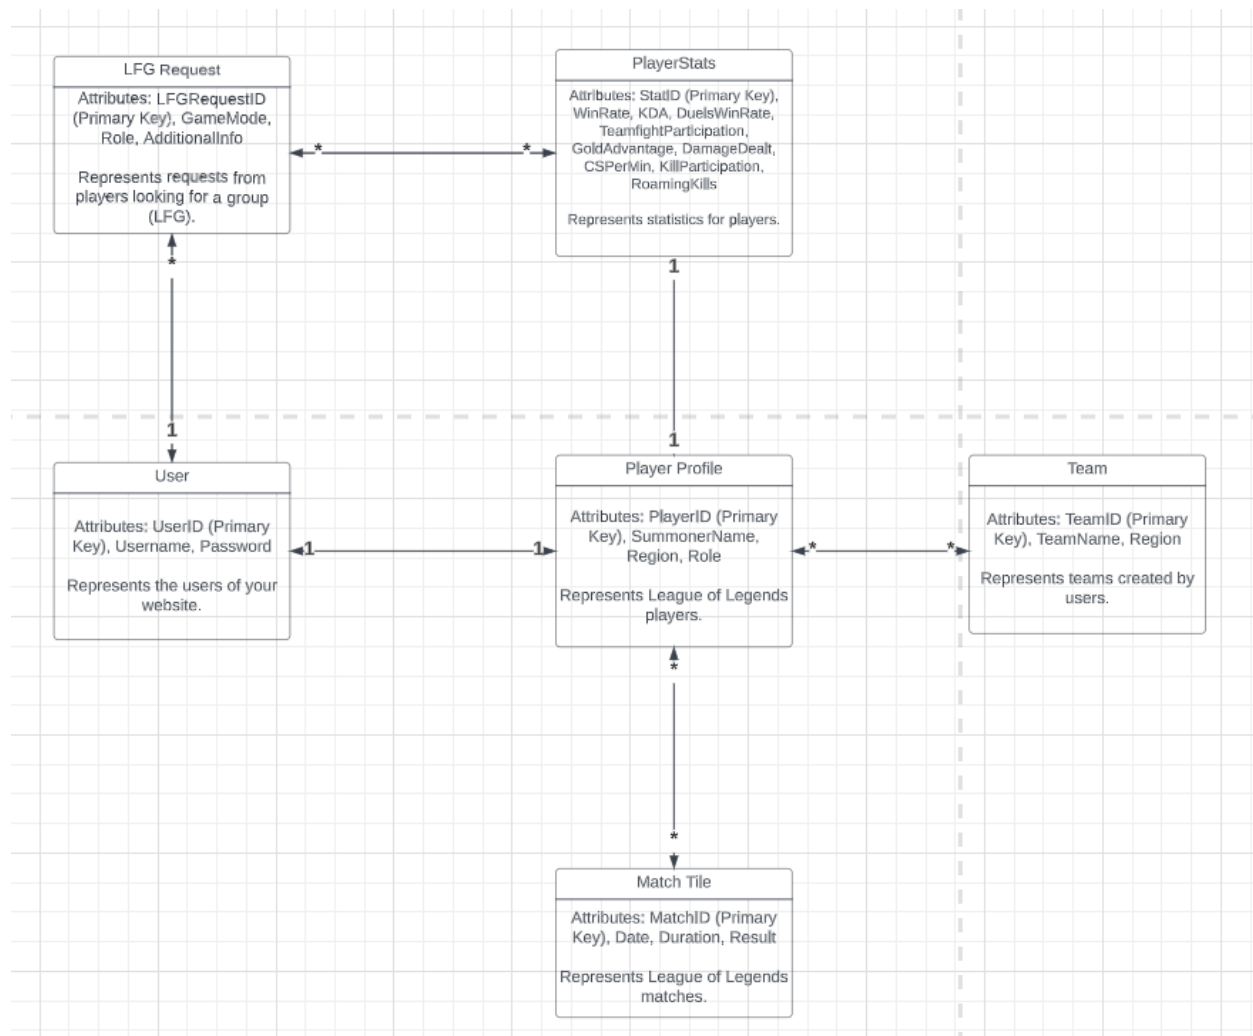 LFG Request
Attributes: LFGRequestID
(Primary Key), GameMode,
Role, AdditionalInfo
Represents requests from
players looking for a group
(LFG).
PlayerStats
Attributes: StatID (Primary Key),
WinRate, KDA, DuelsWinRate,
TeamfightParticipation,
GoldAdvantage, DamageDealt,
CSPerMin, KillParticipation,
RoamingKills
Represents statistics for players.
* *
*
1
1
1
User
Attributes: UserID (Primary
Key), Username, Password
Represents the users of your
website.
1 1
Player Profile
Attributes: PlayerID (Primary
Key), SummonerName,
Region, Role
Represents League of Legends
players.
* *
Team
Attributes: TeamID (Primary
Key), TeamName, Region
Represents teams created by
users.
*
*
Match Tile
Attributes: MatchID (Primary
Key), Date, Duration, Result
Represents League of Legends
matches.